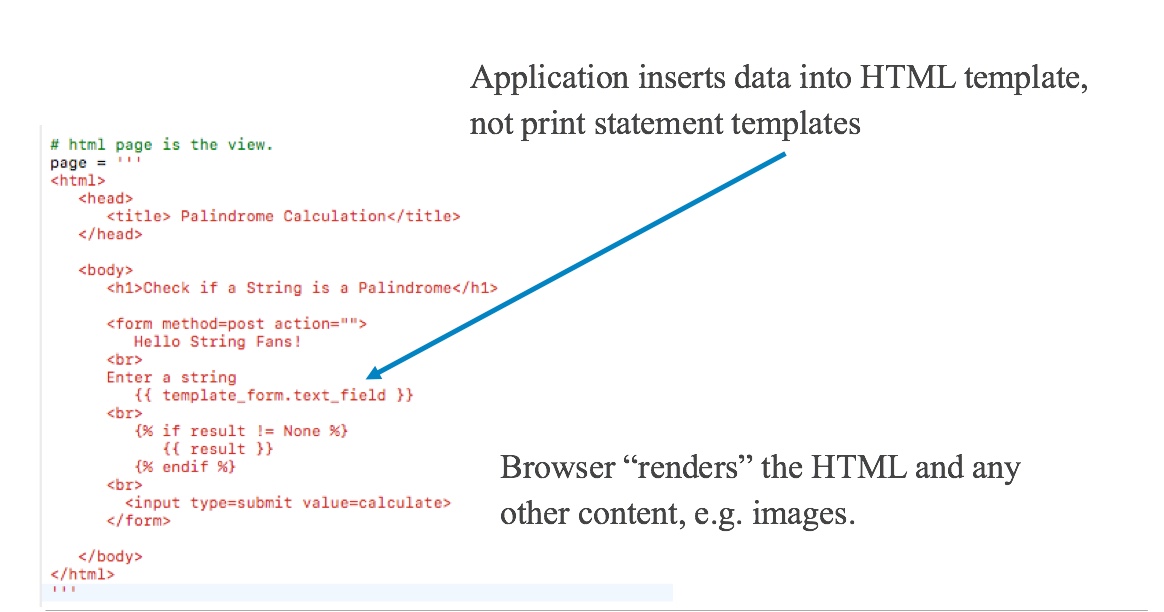 Application inserts data into HTML template,
not print statement templates
# html page is the view.
page = '''
<html>
<head>
<title> Palindrome Calculation</title>
</head>
<body>
<h1>Check if a String is a Palindrome</h1>
<form method=post action="">
Hello String Fans!
<br>
Enter a string
{{ template_form.text_field }}
<br>
{% if result != None %}
{{ result }}
{% endif %}
<br>
<input type=submit value=calculate>
</form>
</body>
</html>
'''
Browser “renders” the HTML and any
other content, e.g. images.